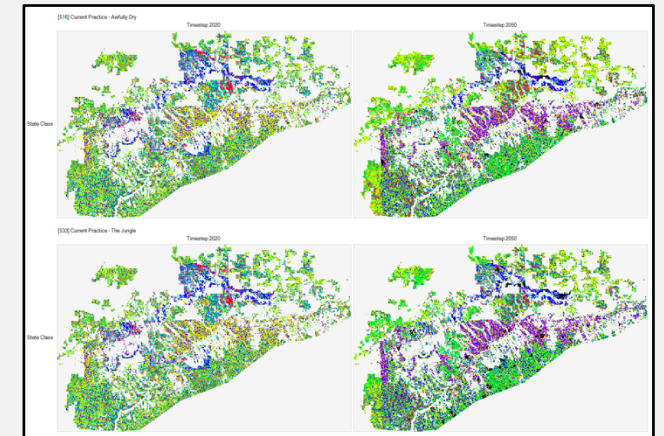 [516] Current Practice - Awfully Dry
Timestep 2020
Timestep 2050
State Class
[533] Current Practice - The Jungle
Timestep 2020
Timestep 2050
State Class